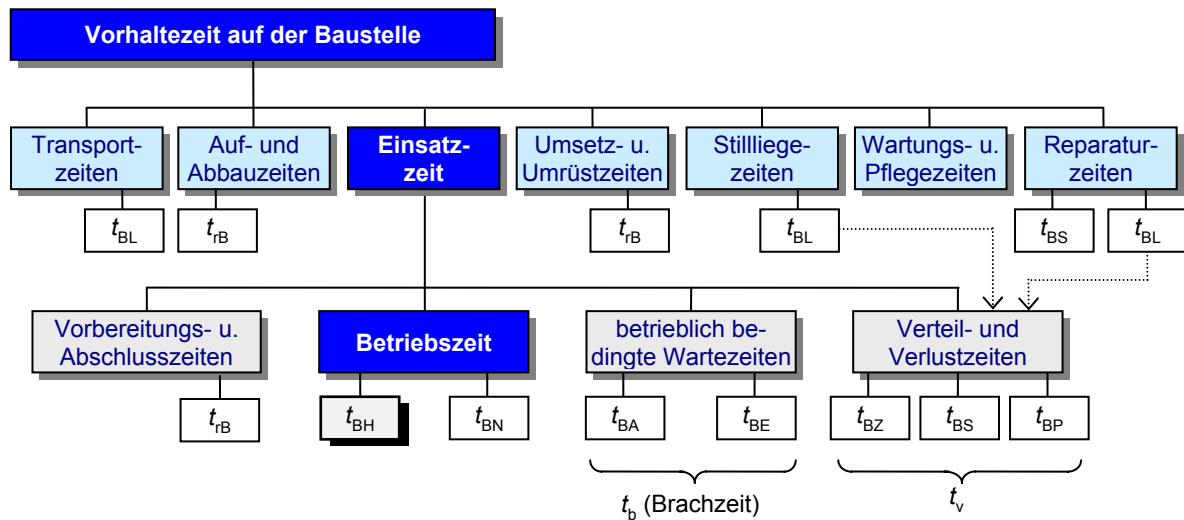 Vorhaltezeit auf der Baustelle
Transport-
zeiten
Auf- und
Abbauzeiten
Einsatz-
zeit
Umsetz- u.
Umrüstzeiten
Stillliege-
zeiten
Wartungs- u.
Pflegezeiten
Reparatur-
zeiten
tBL
trB
trB
tBL
tBS
tBL
Vorbereitungs- u.
Abschlusszeiten
Betriebszeit
betrieblich be-
dingte Wartezeiten
Verteil- und
Verlustzeiten
trB
tBH
tBN
tBA
tBE
tBZ
tBS
tBP
tb (Brachzeit)
tv